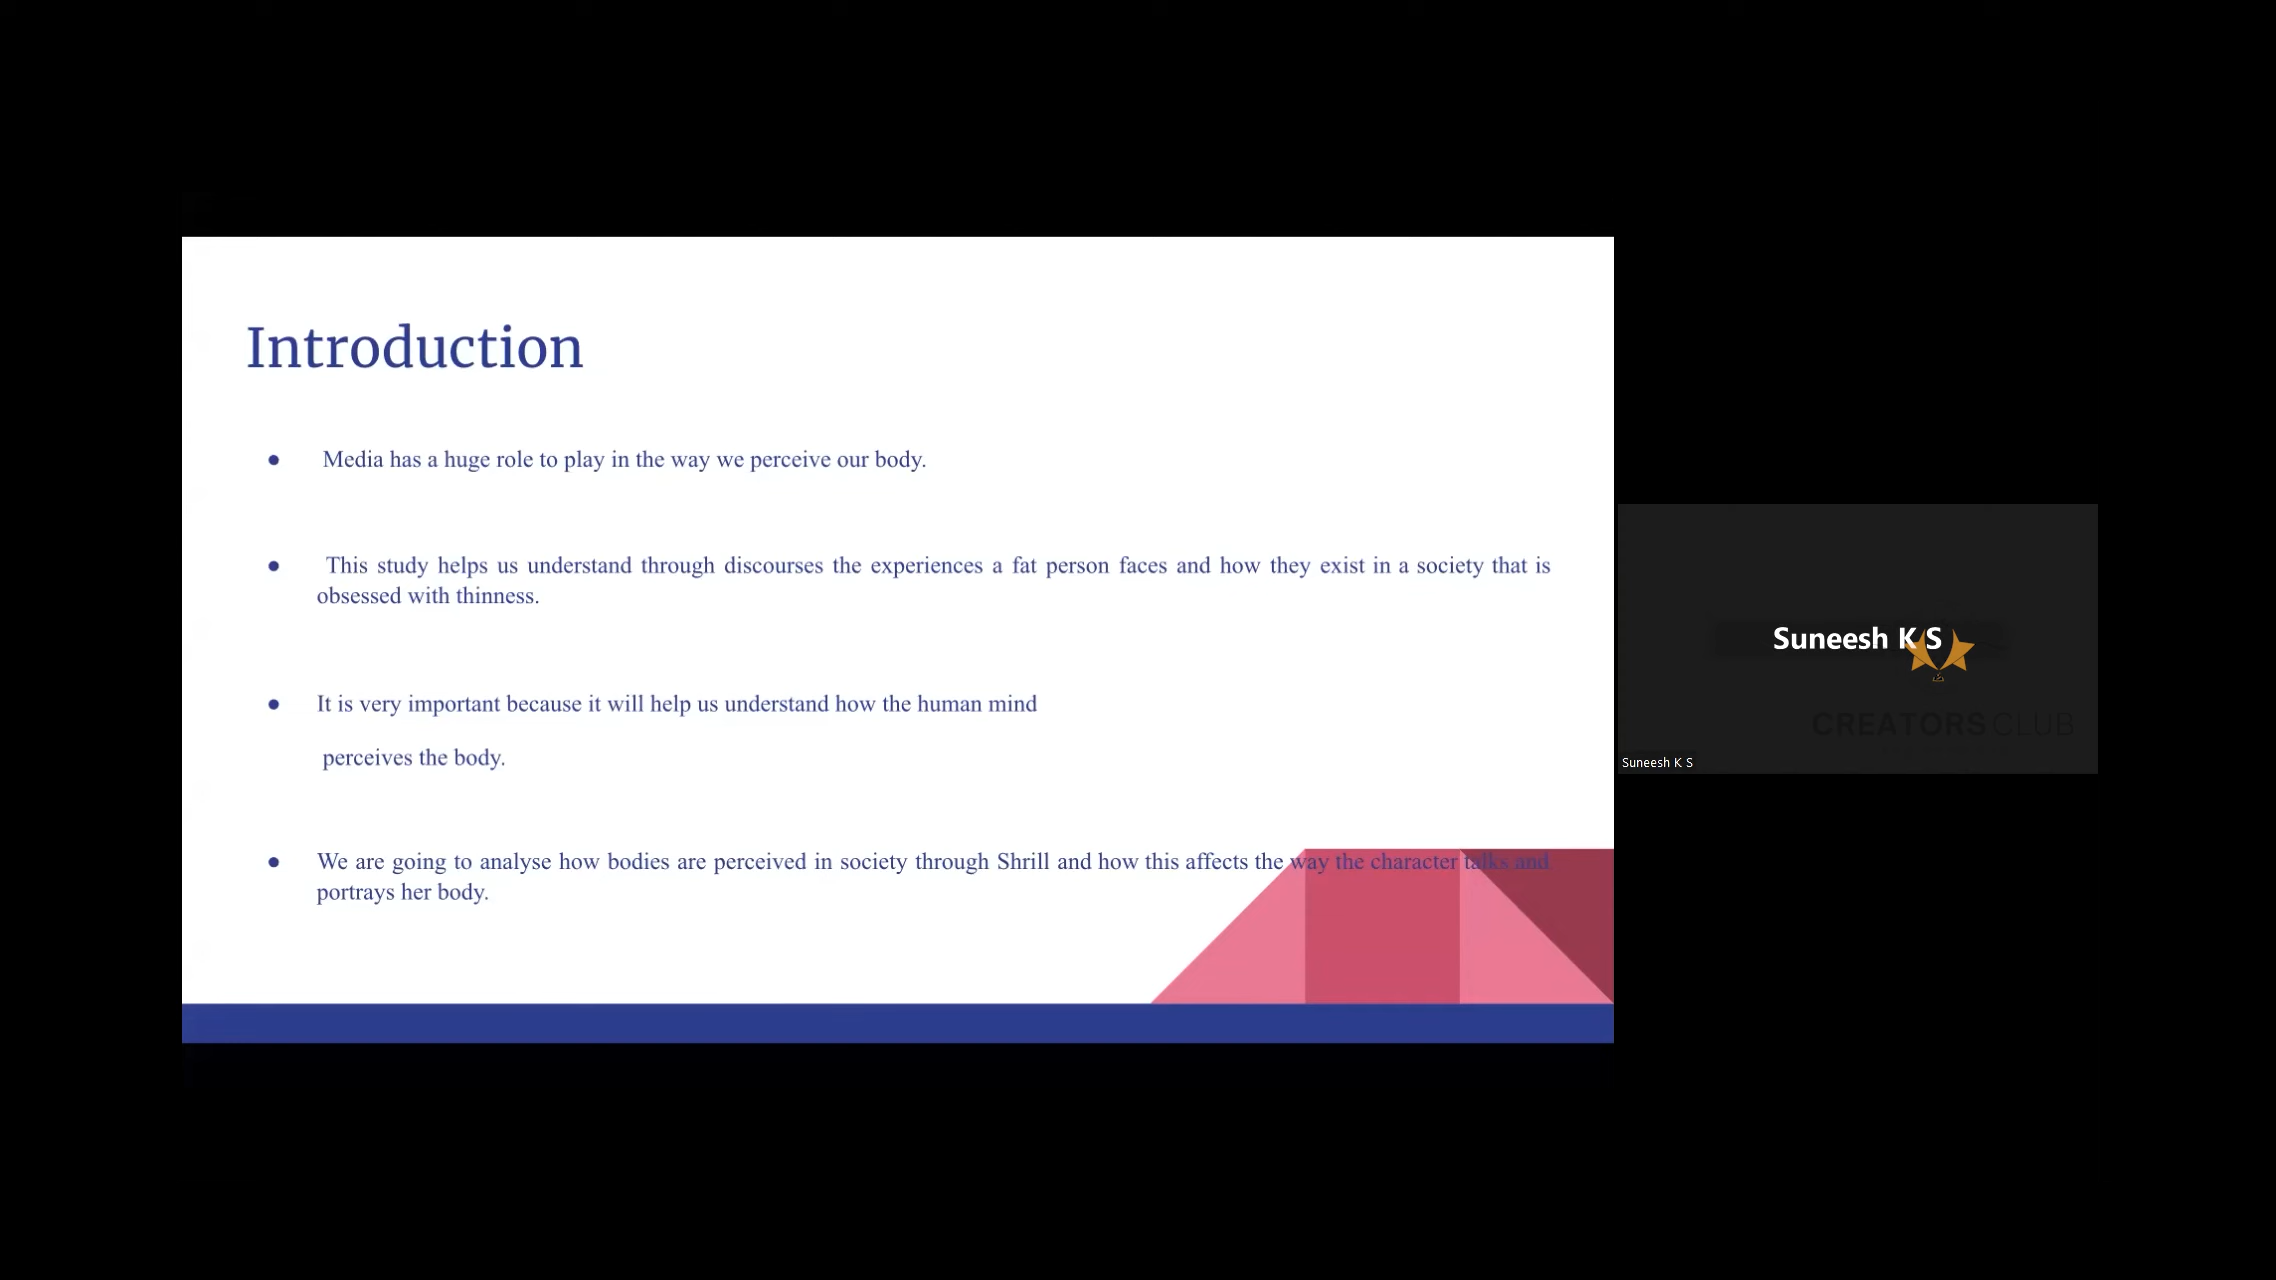 Introduction
● Media has a huge role to play in the way we perceive our body.
● This study helps us understand through discourses the experiences a fat person faces and how they exist in a society that is
obsessed with thinness.
● It is very important because it will help us understand how the human mind
perceives the body.
● We are going to analyse how bodies are perceived in society through Shrill and how this affects the way the character talks and
portrays her body.
Suneesh K S
CREATORS CLUB
Suneesh K S